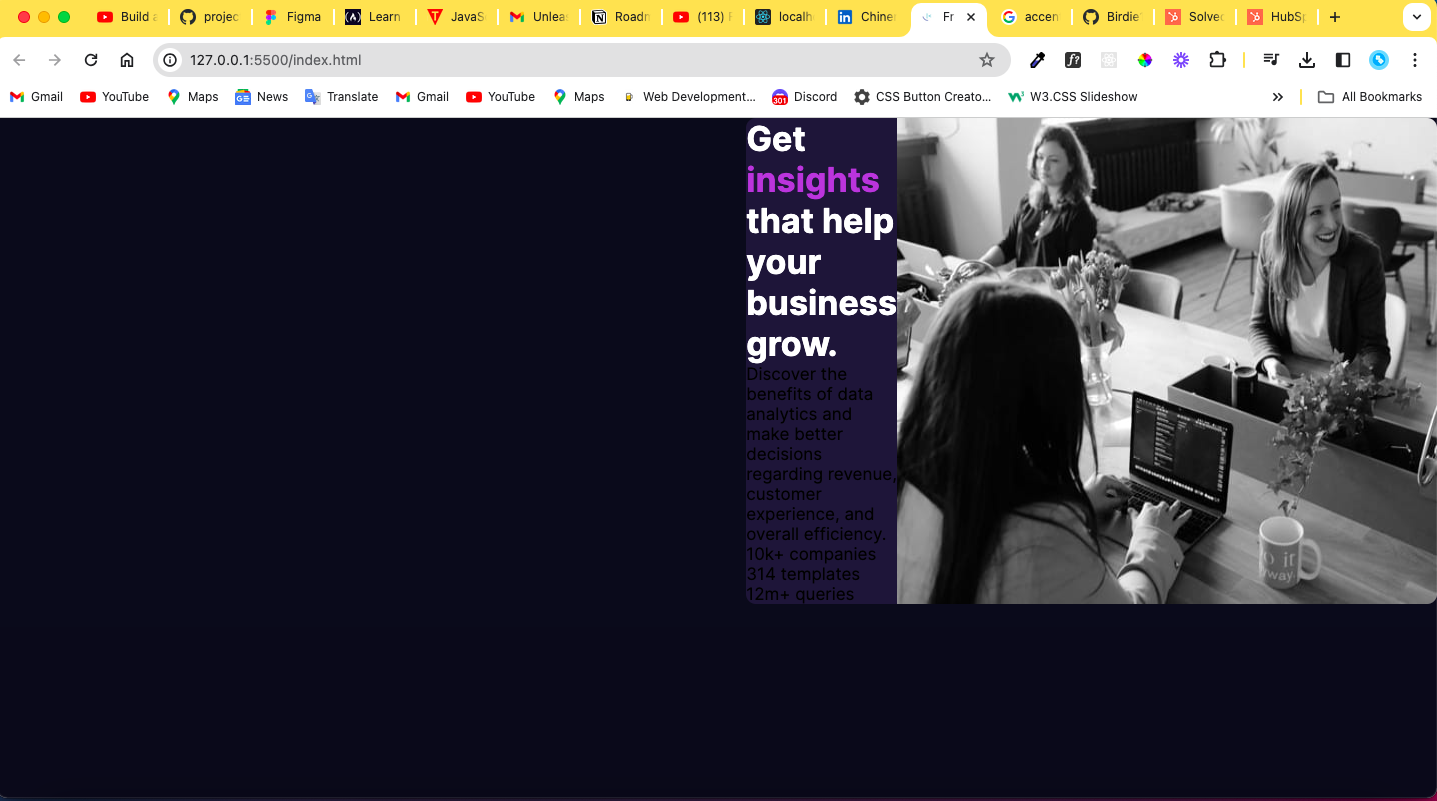 Build a
projec
Figma
Learn
JavaS
Unlea
Roadn
(113) F
localh
Chine
Fr
accen
Birdie'
Solved
HubSp
127.0.0.1:5500/index.html
Gmail
YouTube
Maps
News
Translate
Gmail
YouTube
Maps
Web Development...
301
Discord
CSS Button Creato...
W3.CSS Slideshow
All Bookmarks
Get
insights
that help
your
business
grow.
Discover the
benefits of data
analytics and
make better
decisions
regarding revenue,
customer
experience, and
overall efficiency.
10k+ companies
314 templates
12m+ queries